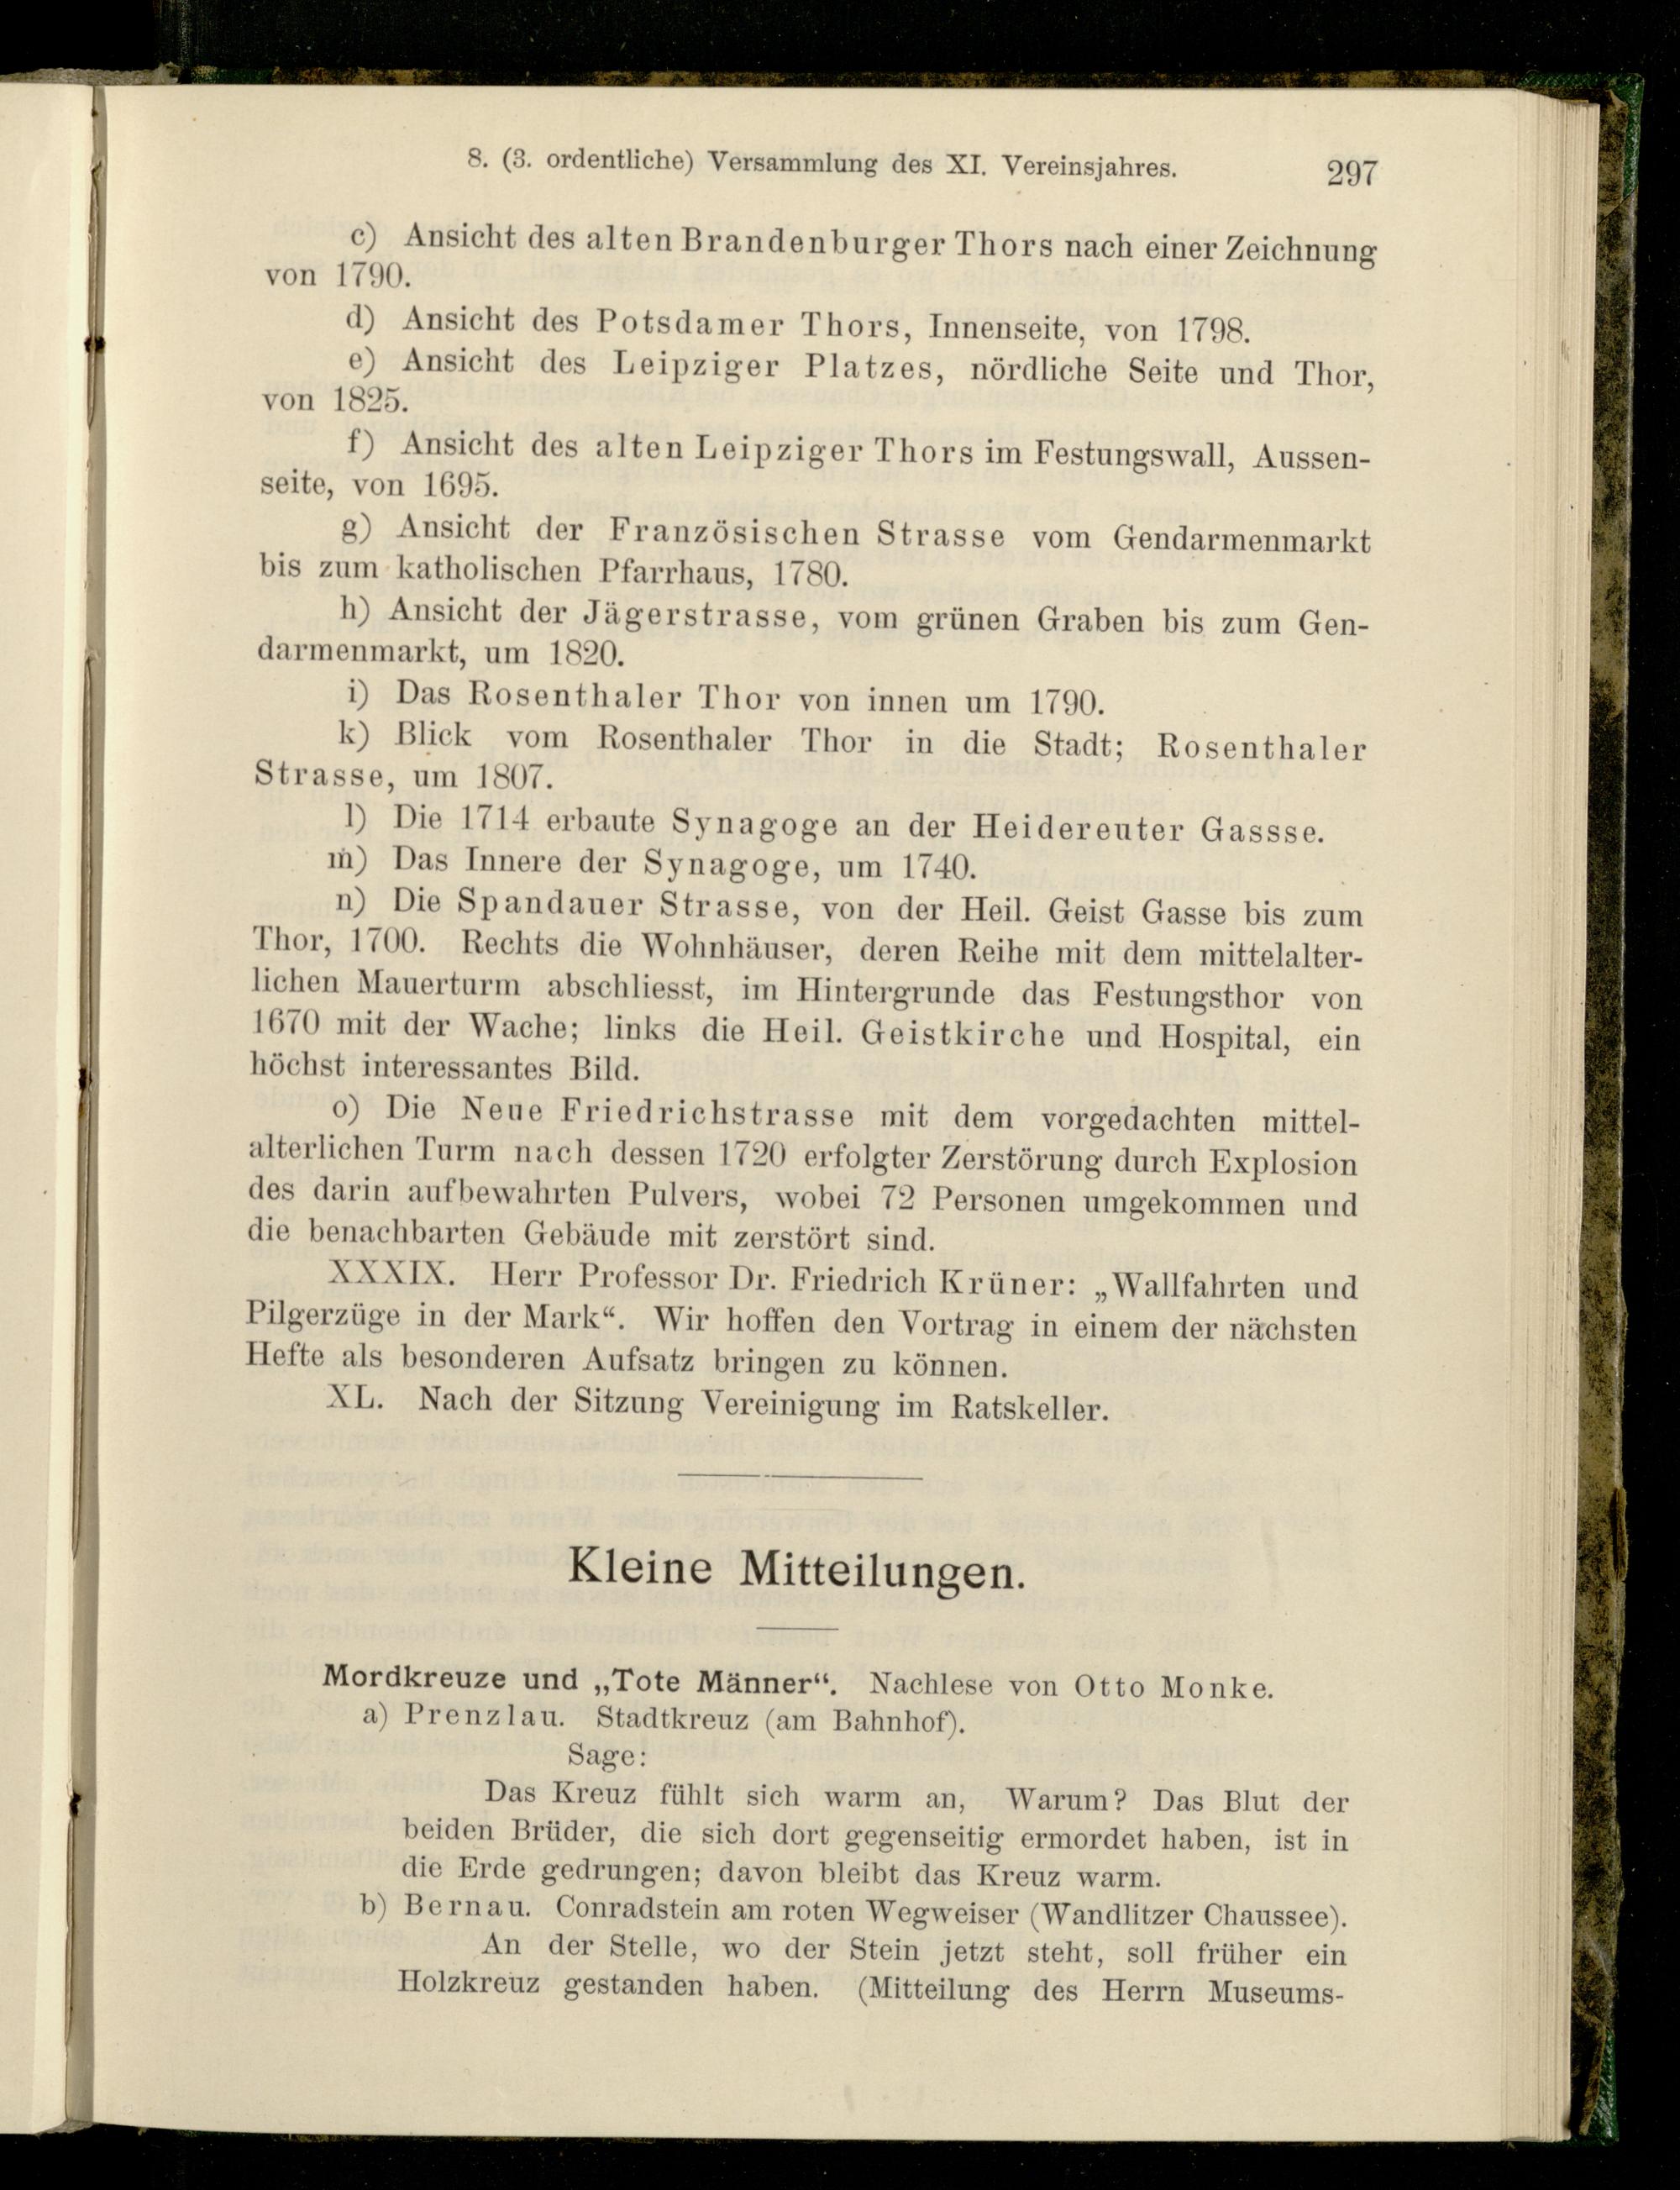 8. (3. ordentliche) Versammlung des XI. Vereinsjahres. 297
c) Ansicht des alten Brandenburger Thors nach einer Zeichnung
von 1790.
d) Ansicht des Potsdamer Thors, Innenseite, von 1798.
e) Ansicht des Leipziger Platzes, nördliche Seite und Thor,
von 1825.
f) Ansicht des alten Leipziger Thors im Festungswall, Aussen-
seite, von 1695.
g) Ansicht der Französischen Strasse vom Gendarmenmarkt
bis zum katholischen Pfarrhaus, 1780.
h) Ansicht der Jägerstrasse, vom grünen Graben bis zum Gen-
darmenmarkt, um 1820.
i) Das Rosenthaler Thor von innen um 1790.
k) Blick vom Rosenthaler Thor in die Stadt; Rosenthaler
Strasse, um 1807.
l) Die 1714 erbaute Synagoge an der Heidereuter Gassse.
m) Das Innere der Synagoge, um 1740.
n) Die Spandauer Strasse, von der Heil. Geist Gasse bis zum
Thor, 1700. Rechts die Wohnhäuser, deren Reihe mit dem mittelalter-
lichen Mauerturm abschliesst, im Hintergrunde das Festungsthor von
1670 mit der Wache; links die Heil. Geistkirche und Hospital, ein
höchst interessantes Bild.
o) Die Neue Friedrichstrasse mit dem vorgedachten mittel-
alterlichen Turm nach dessen 1720 erfolgter Zerstörung durch Explosion
des darin aufbewahrten Pulvers, wobei 72 Personen umgekommen und
die benachbarten Gebäude mit zerstört sind.
XXXIX. Herr Professor Dr. Friedrich Krüner: „Wallfahrten und
Pilgerzüge in der Mark“. Wir hoffen den Vortrag in einem der nächsten
Hefte als besonderen Aufsatz bringen zu können.
XL. Nach der Sitzung Vereinigung im Ratskeller.
Kleine Mitteilungen.
Mordkreuze und „Tote Männer“. Nachlese von Otto Monke.
a) Prenzlau. Stadtkreuz (am Bahnhof).
Sage:
Das Kreuz fühlt sich warm an, Warum? Das Blut der
beiden Brüder, die sich dort gegenseitig ermordet haben, ist in
die Erde gedrungen; davon bleibt das Kreuz warm.
b) Bernau. Conradstein am roten Wegweiser (Wandlitzer Chaussee).
An der Stelle, wo der Stein jetzt steht, soll früher ein
Holzkreuz gestanden haben. (Mitteilung des Herrn Museums-